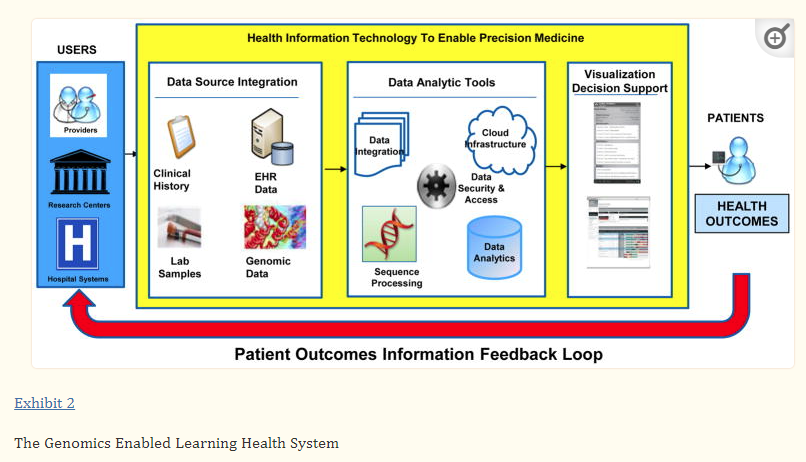 Health Information Technology To Enable Precision Medicine
USERS
Providers
Research Centers
H
Hospital Systems
Data Source Integration
Clinical
History
EHR
Data
Lab
Samples
Genomic
Data
Data Analytic Tools
Data
Integration
Cloud
Infrastructure
Data
Security &
Access
Sequence
Processing
Data
Analytics
Visualization
Decision Support
PATIENTS
HEALTH
OUTCOMES
Patient Outcomes Information Feedback Loop
Exhibit 2
The Genomics Enabled Learning Health System